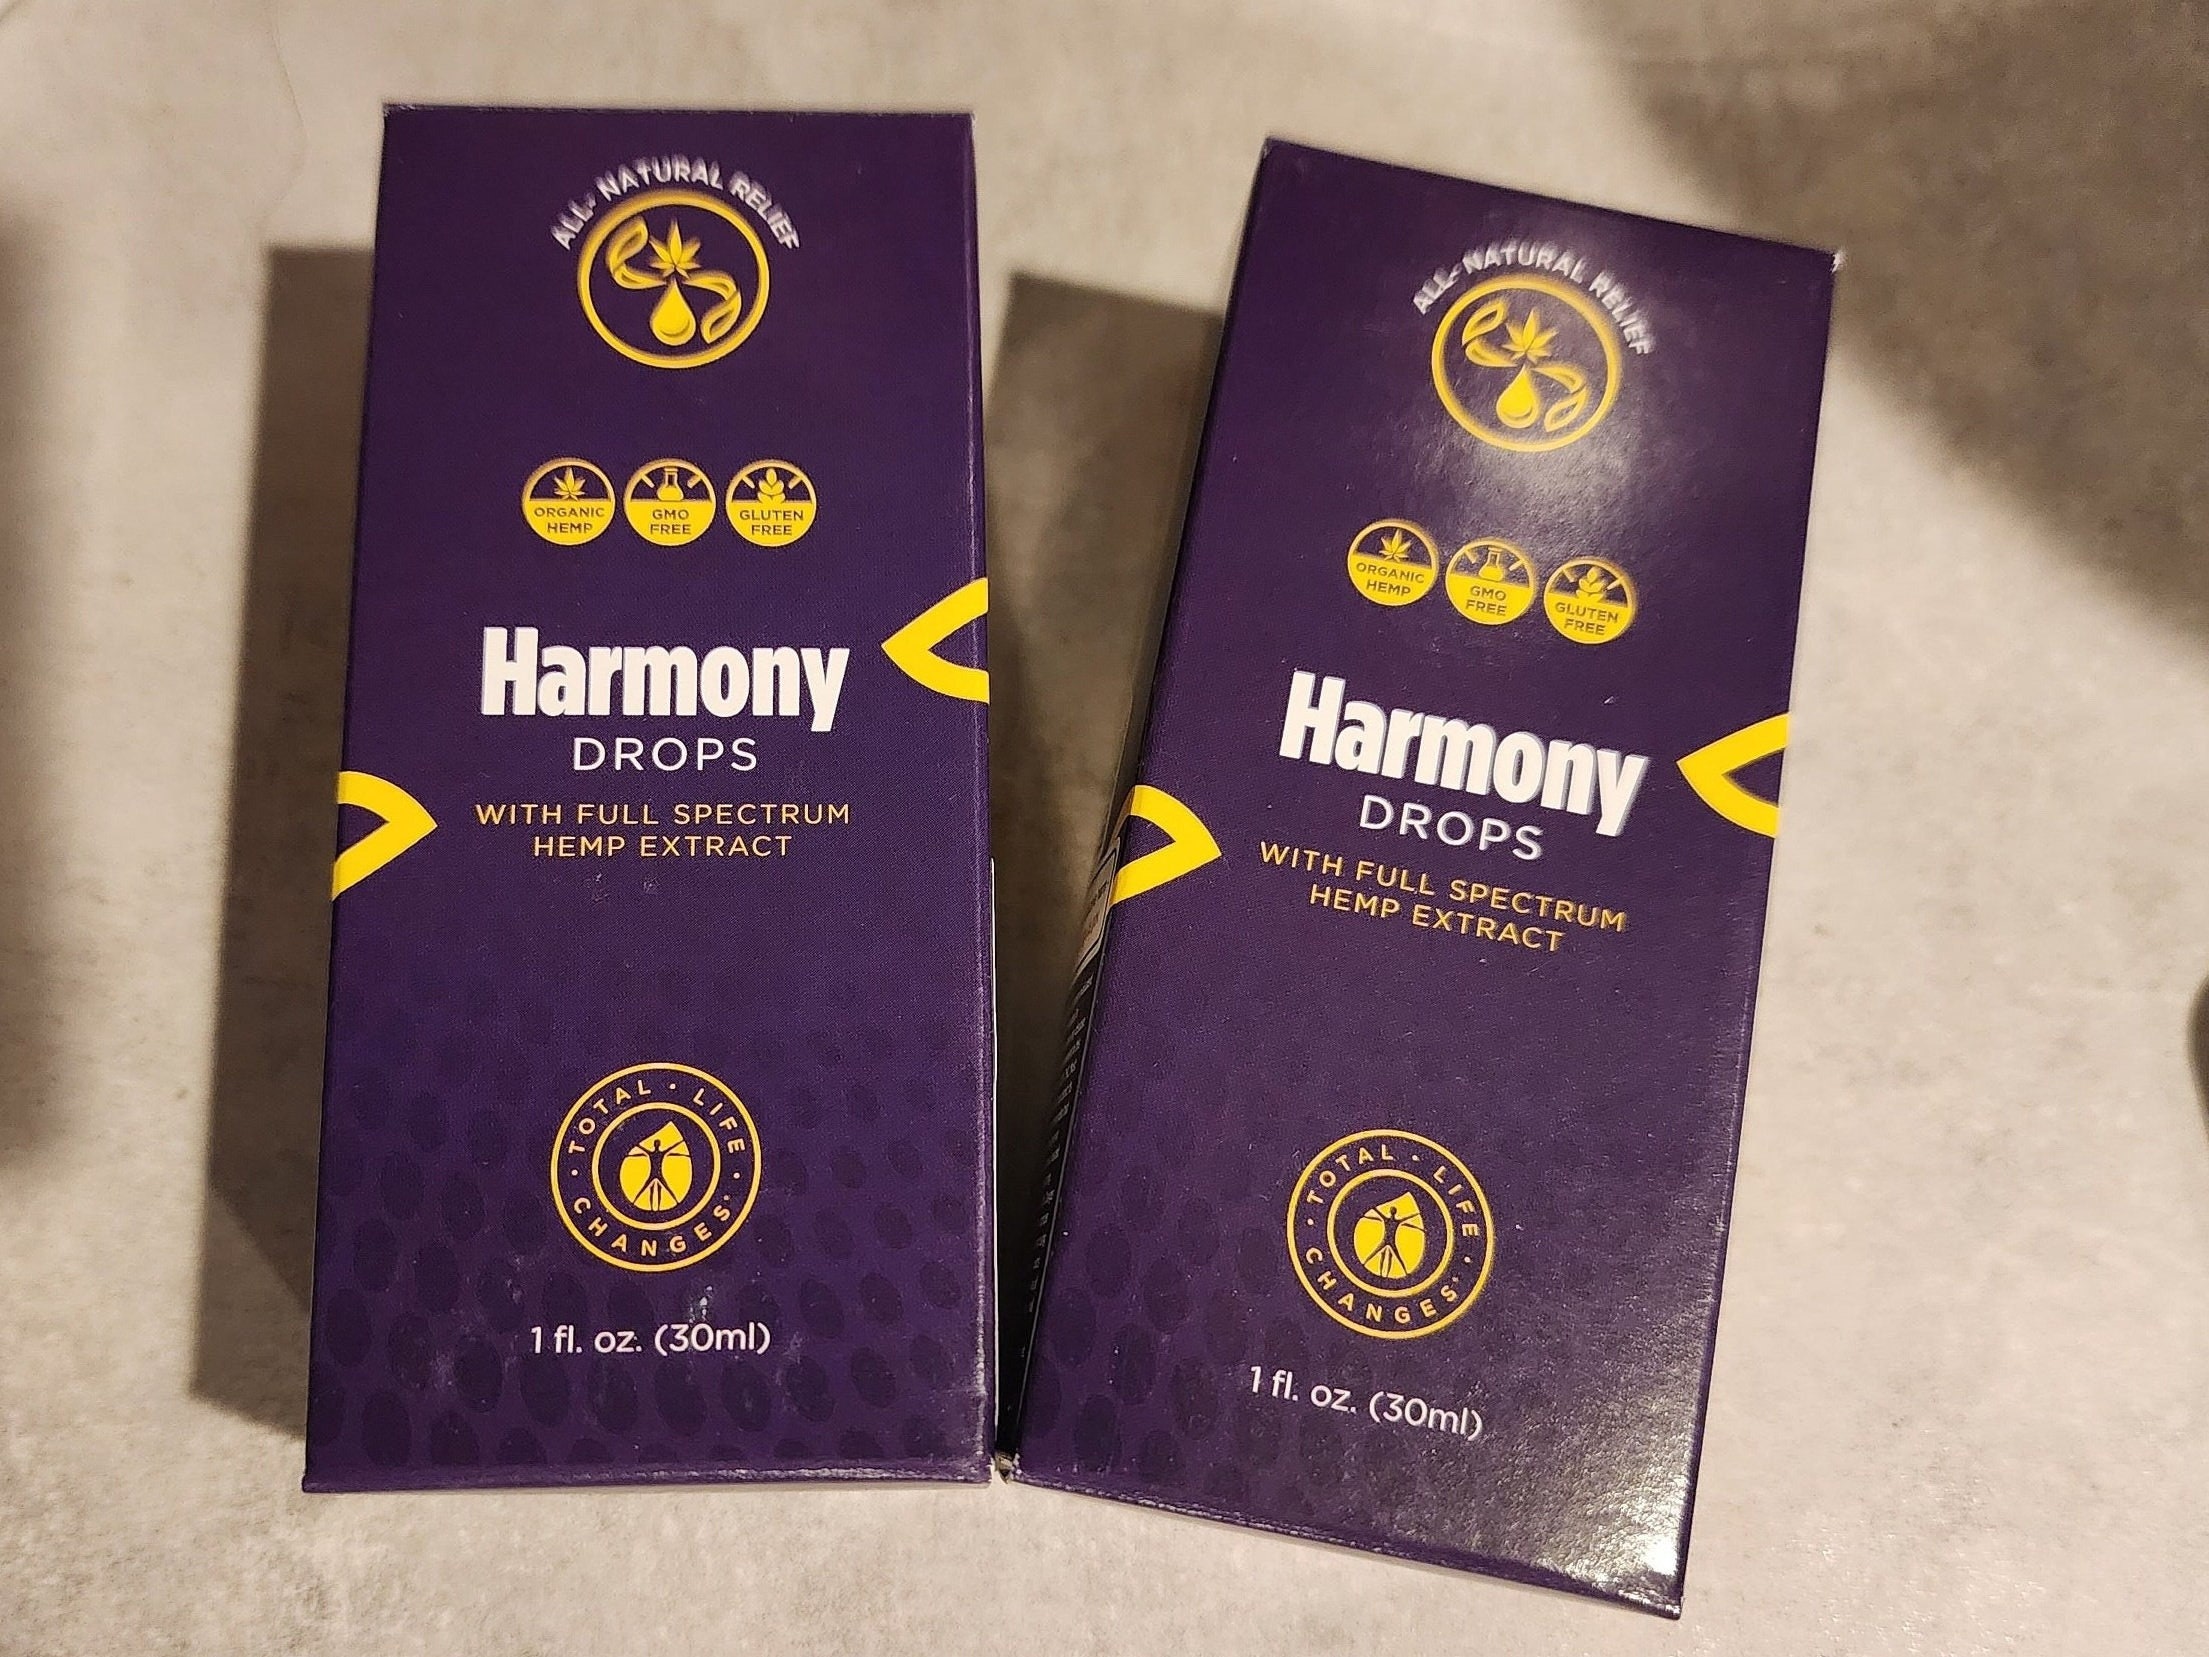 ALL-NATURAL RELIEF
ORGANIC
HEMP
GMO
FREE
GLUTEN
FREE
Harmony
DROPS
WITH FULL SPECTRUM
HEMP EXTRACT
TOTAL · LIFE · CHANGES ·
1 fl. oz. (30ml)
ALL-NATURAL RELIEF
ORGANIC
HEMP
GMO
FREE
GLUTEN
FREE
Harmony
DROPS
WITH FULL SPECTRUM
HEMP EXTRACT
TOTAL · LIFE · CHANGES ·
1 fl. oz. (30ml)